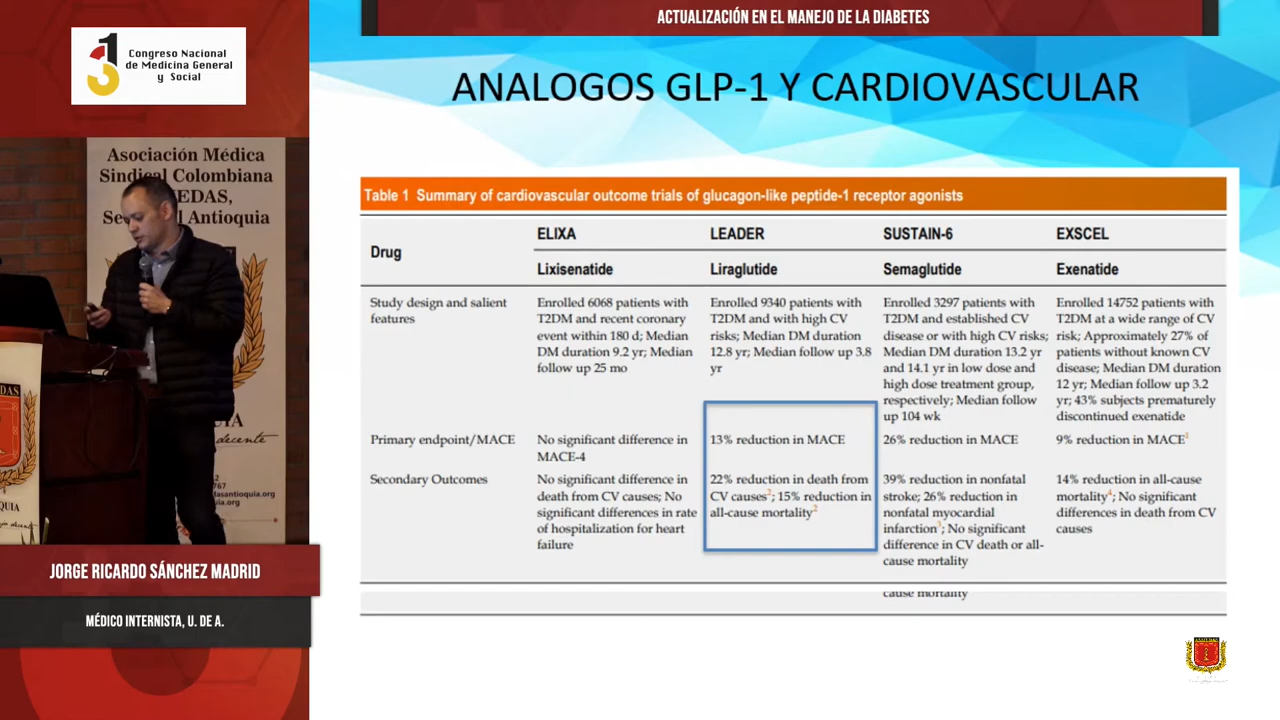 ACTUALIZACIÓN EN EL MANEJO DE LA DIABETES
Congreso Nacional
de Medicina General
y Social
ANALOGOS GLP-1 Y CARDIOVASCULAR
Asociación Médica
Sindical Colombiana
EDAS,
Antioquia
decente
dasantioquia.org
ia.org
Table 1 Summary of cardiovascular outcome trials of glucagon-like peptide-1 receptor agonists
Drug
ELIXA
LEADER
SUSTAIN-6
EXSCEL
Lixisenatide
Liraglutide
Semaglutide
Exenatide
Study design and salient
features
Enrolled 6068 patients with
T2DM and recent coronary
event within 180 d; Median
DM duration 9.2 yr; Median
follow up 25 mo
Enrolled 9340 patients with
T2DM and with high CV
risks; Median DM duration
12.8 yr; Median follow up 3.8
yr
Enrolled 3297 patients with
T2DM and established CV
disease or with high CV risks;
Median DM duration 13.2 yr
and 14.1 yr in low dose and
high dose treatment group,
respectively; Median follow
up 104 wk
Enrolled 14752 patients with
T2DM at a wide range of CV
risk; Approximately 27% of
patients without known CV
disease; Median DM duration
12 yr; Median follow up 3.2
yr; 43% subjects prematurely
discontinued exenatide
Primary endpoint/MACE
No significant difference in
MACE-4
13% reduction in MACE
26% reduction in MACE
9% reduction in MACE1
Secondary Outcomes
No significant difference in
death from CV causes; No
significant differences in rate
of hospitalization for heart
failure
22% reduction in death from
CV causes2; 15% reduction in
all-cause mortality2
39% reduction in nonfatal
stroke; 26% reduction in
nonfatal myocardial
infarction3; No significant
difference in CV death or all-
cause mortality
14% reduction in all-cause
mortality4; No significant
differences in death from CV
causes
cause mortality
JORGE RICARDO SÁNCHEZ MADRID
MÉDICO INTERNISTA, U. DE A.